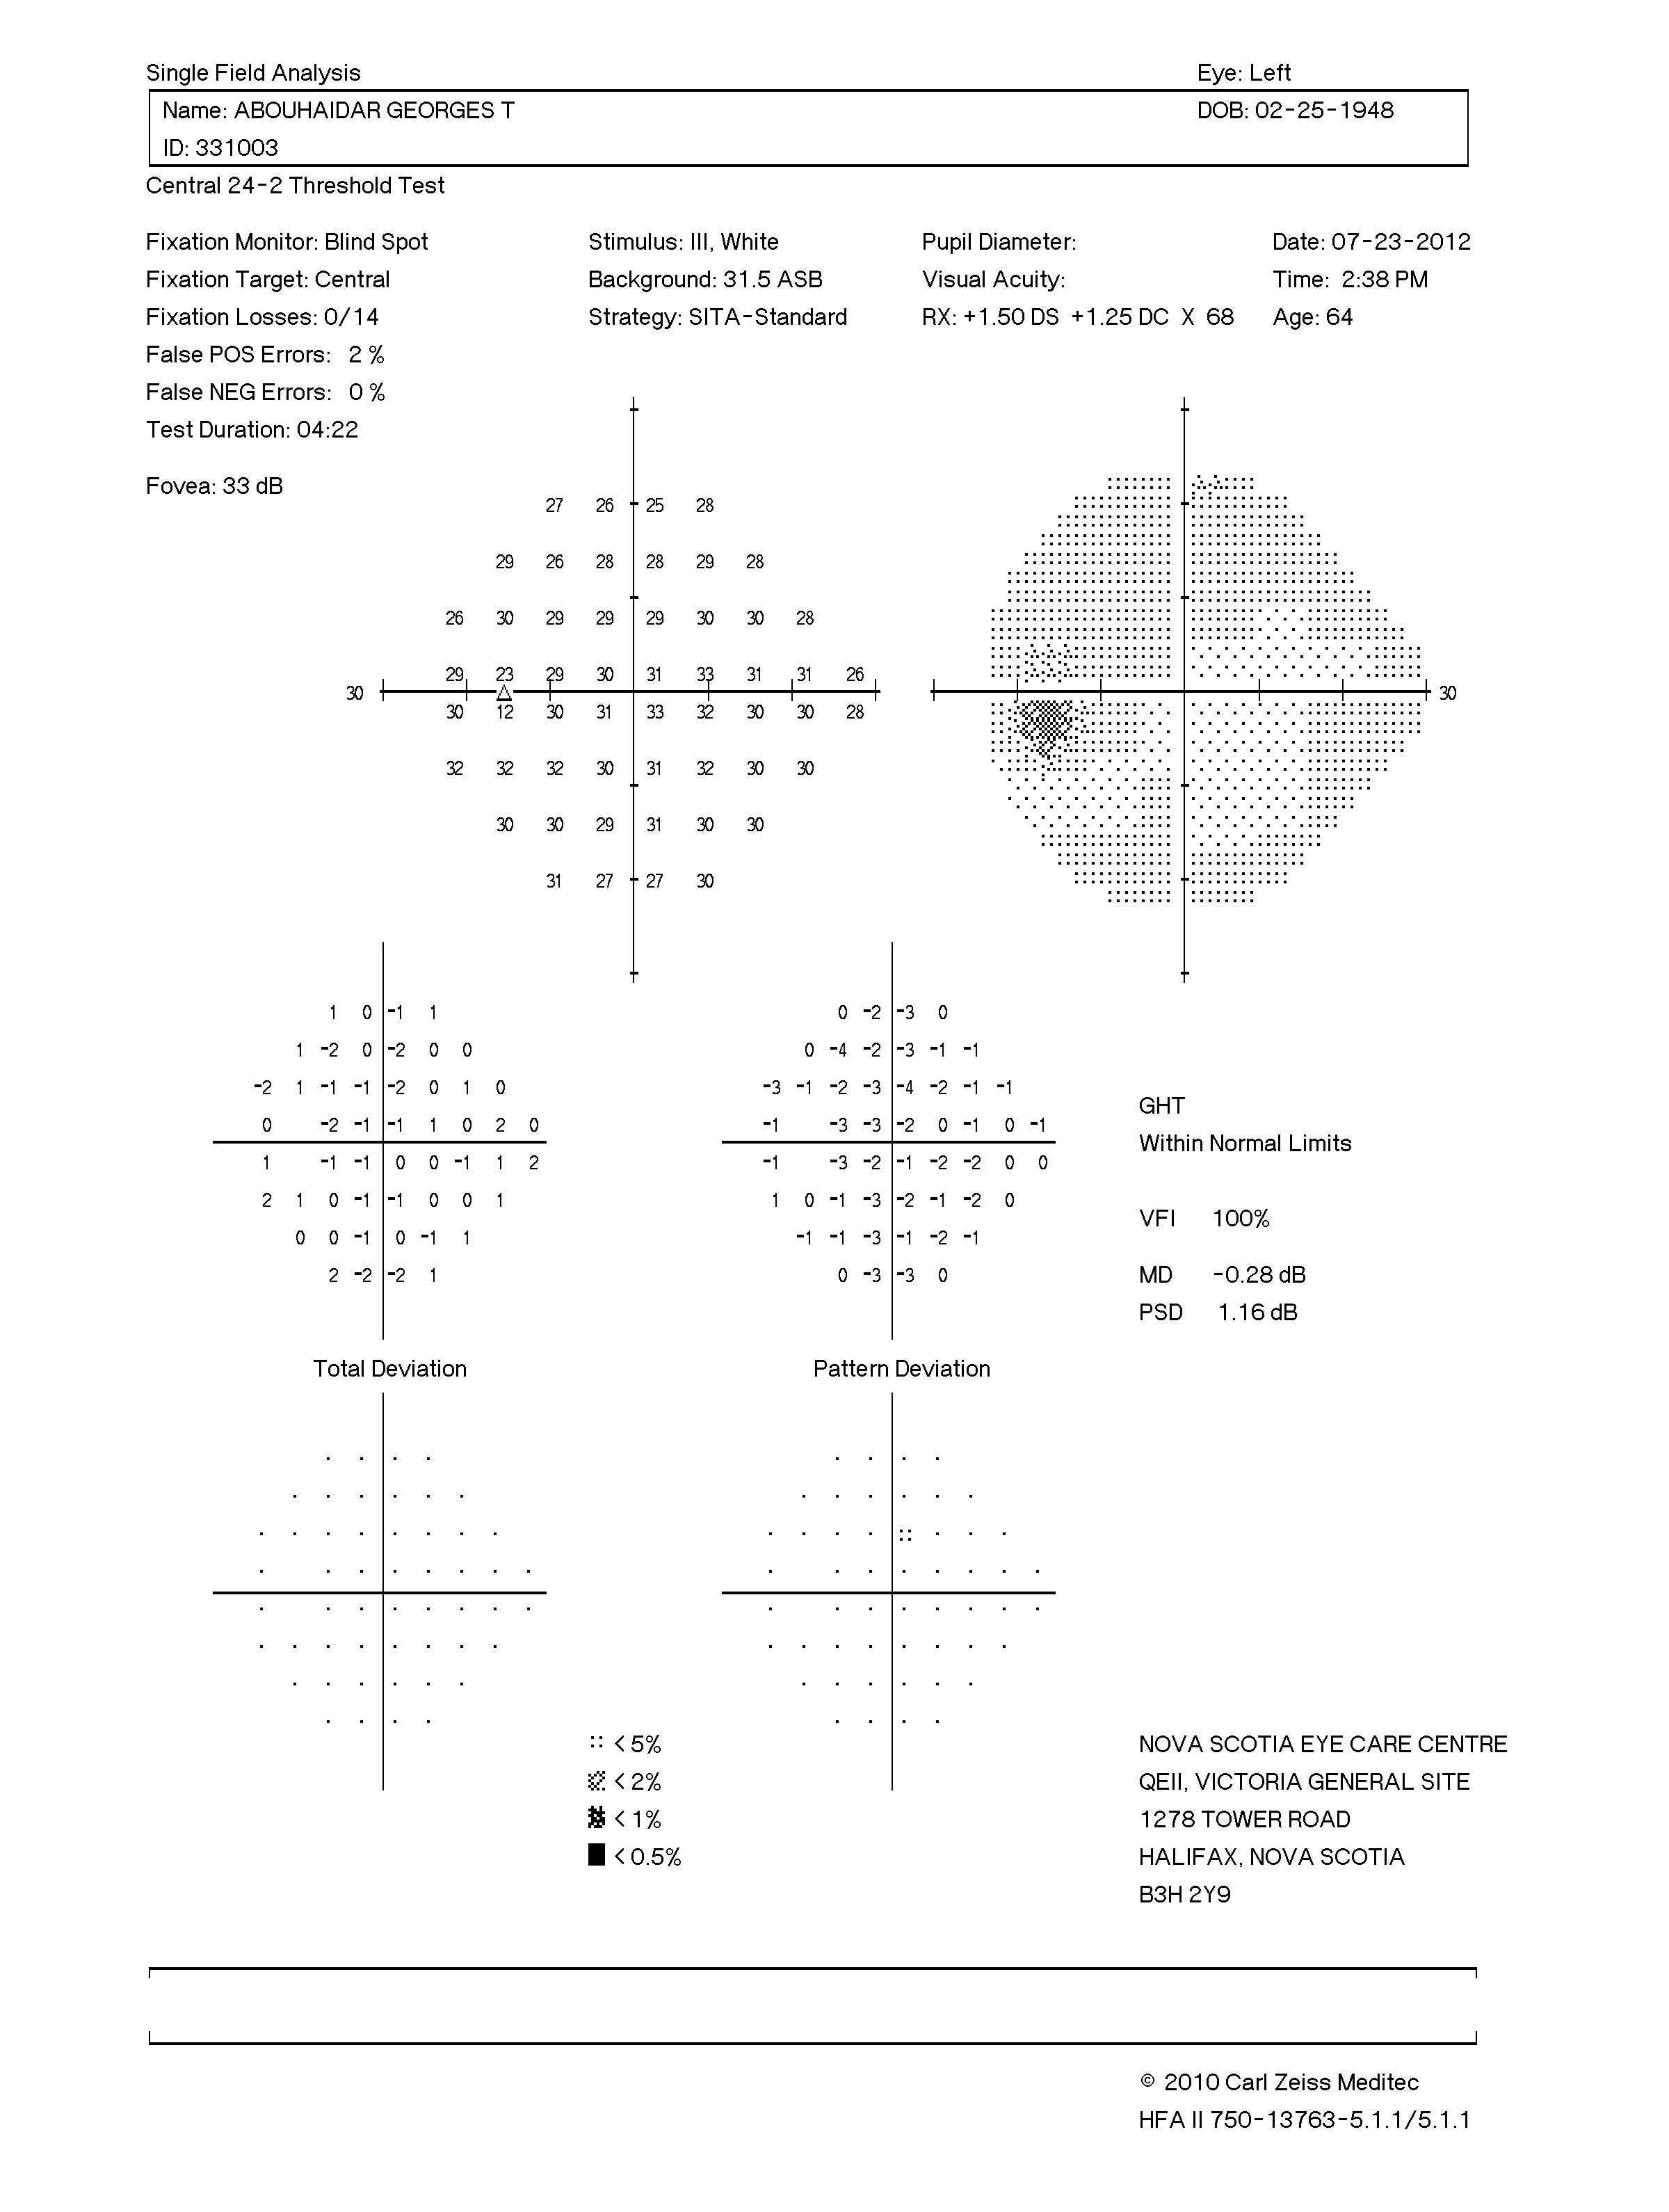 Single Field Analysis Eye: Left
Name: ABOUHAIDAR GEORGES T DOB: 02-25-1948
ID: 331003
Central 24-2 Threshold Test
Fixation Monitor: Blind Spot Stimulus: III, White Pupil Diameter: Date: 07-23-2012
Fixation Target: Central Background: 31.5 ASB Visual Acuity: Time: 2:38 PM
Fixation Losses: 0/14 Strategy: SITA-Standard RX: +1.50 DS +1.25 DC X 68 Age: 64
False POS Errors: 2 %
False NEG Errors: 0 %
Test Duration: 04:22
Fovea: 33 dB
27 26 25 28
29 26 28 28 29 28
26 30 29 29 29 30 30 28
29 23 29 30 31 33 31 31 26
30 30
30 12 30 31 33 32 30 30 28
32 32 32 30 31 32 30 30
30 30 29 31 30 30
31 27 27 30
1 0 -1 1
1 -2 0 -2 0 0
-2 1 -1 -1 -2 0 1 0
0 -2 -1 -1 1 0 2 0
1 -1 -1 0 0 -1 1 2
2 1 0 -1 -1 0 0 1
0 0 -1 0 -1 1
2 -2 -2 1
Total Deviation
0 -2 -3 0
0 -4 -2 -3 -1 -1
-3 -1 -2 -3 -4 -2 -1 -1
-1 -3 -3 -2 0 -1 0 -1
-1 -3 -2 -1 -2 -2 0 0
1 0 -1 -3 -2 -1 -2 0
-1 -1 -3 -1 -2 -1
0 -3 -3 0
Pattern Deviation
GHT
Within Normal Limits
VFI 100%
MD -0.28 dB
PSD 1.16 dB
< 5%
< 2%
< 1%
< 0.5%
NOVA SCOTIA EYE CARE CENTRE
QEII, VICTORIA GENERAL SITE
1278 TOWER ROAD
HALIFAX, NOVA SCOTIA
B3H 2Y9
© 2010 Carl Zeiss Meditec
HFA II 750-13763-5.1.1/5.1.1